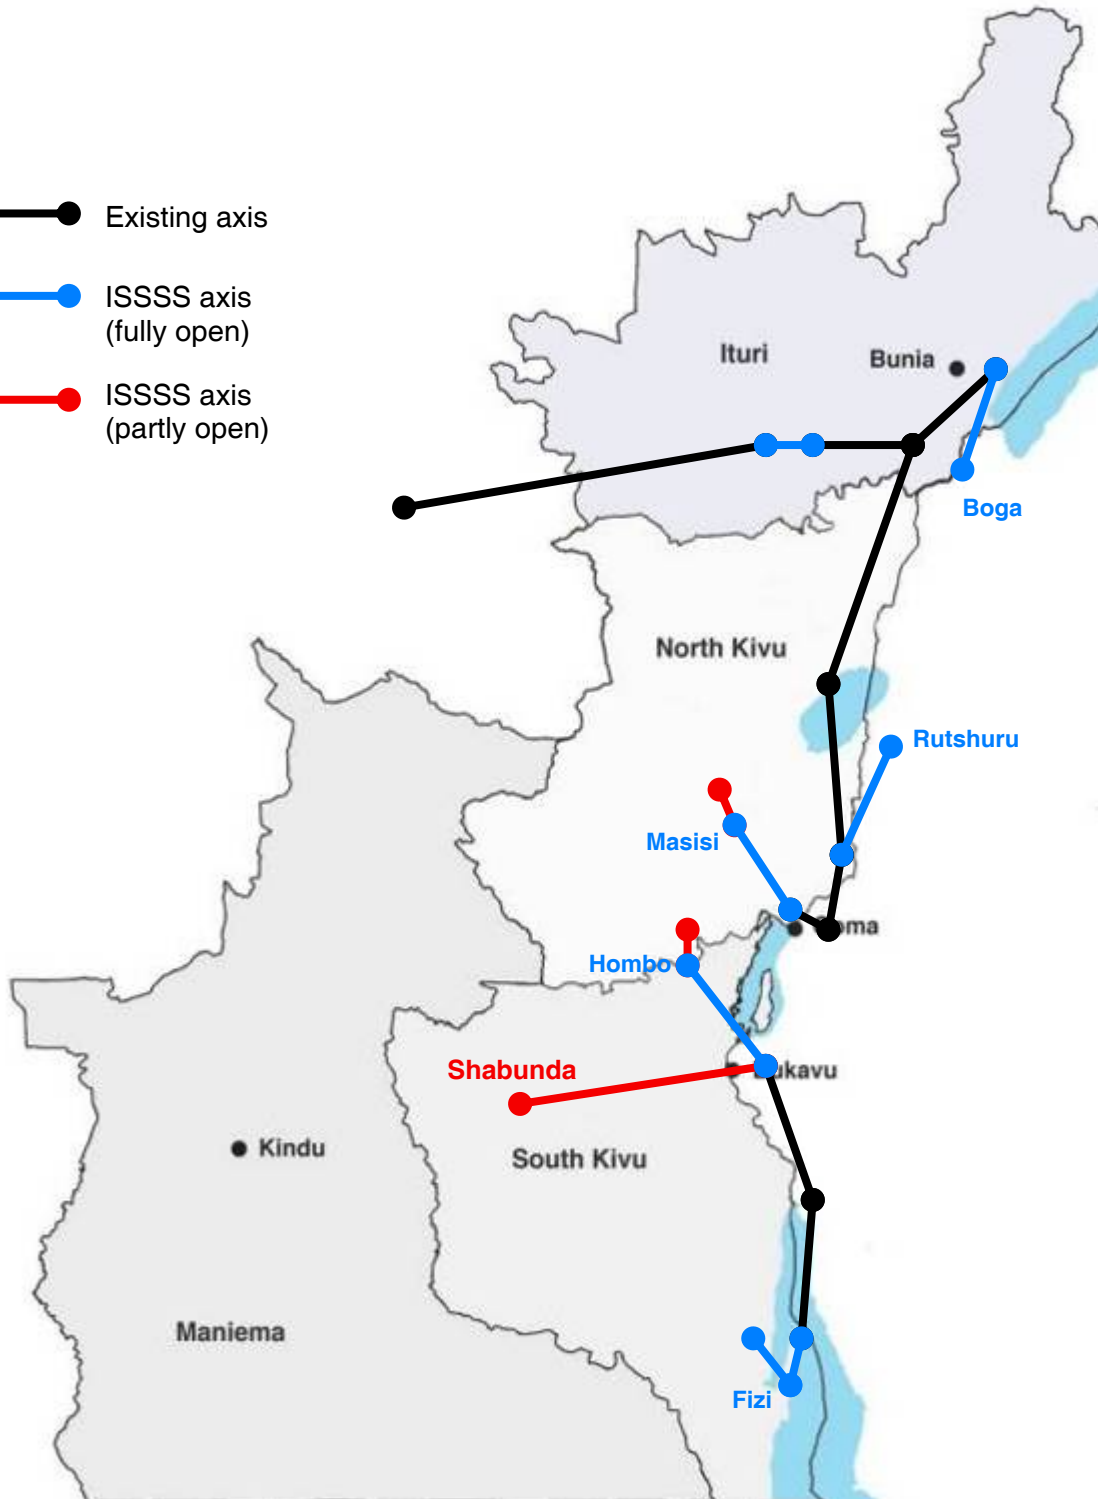 Existing axis
ISSSS axis
(fully open)
ISSSS axis
(partly open)
Ituri
Bunia
Boga
North Kivu
Rutshuru
Masisi
Hombo
Shabunda
Kindu
South Kivu
Maniema
Fizi